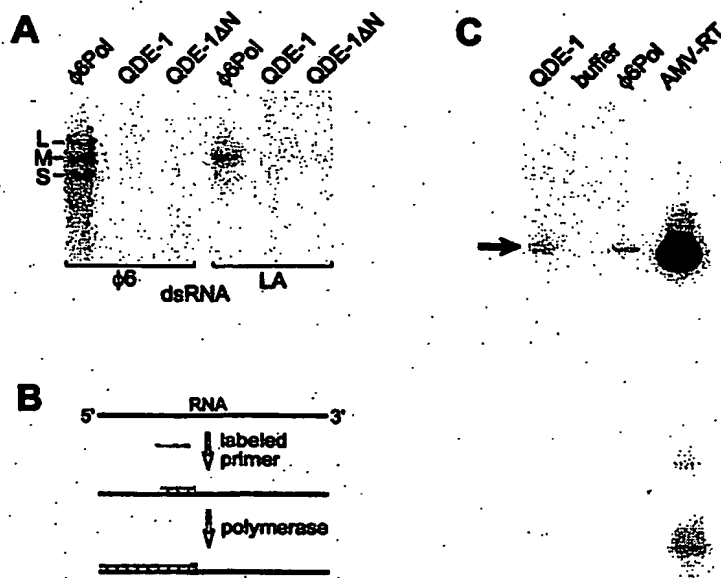 A
ϕ6Pol QDE-1 QDE-1ΔN ϕ6Pol QDE-1 QDE-1ΔN
L
M
S
ϕ6 LA
dsRNA
B
RNA
5' 3'
labeled
primer
polymerase
C
QDE-1 buffer ϕ6Pol AMV-RT